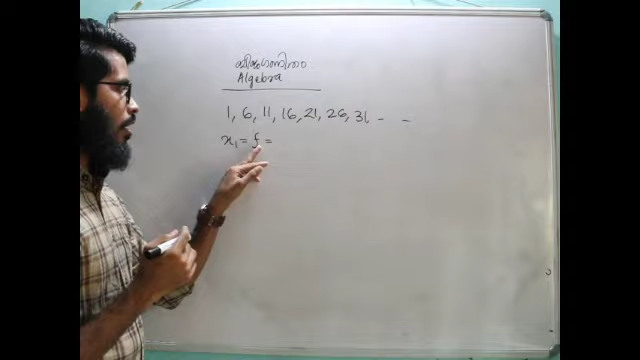 ബീജഗണിതം
Algebra
1, 6, 11, 16, 21, 26, 31, - -
x₁ = f =